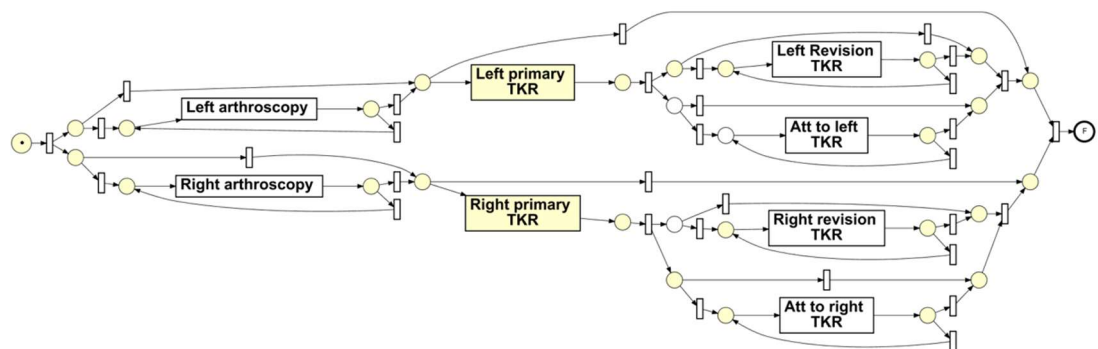 Left Revision
TKR
Left primary
TKR
Left arthroscopy
Att to left
TKR
F
Right arthroscopy
Right primary
TKR
Right revision
TKR
Att to right
TKR